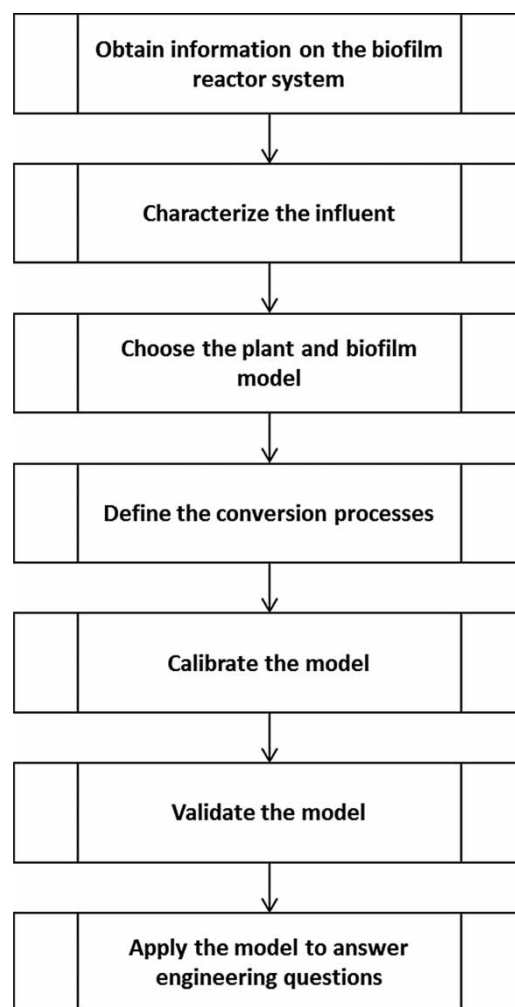 Obtain information on the biofilm
reactor system
Characterize the influent
Choose the plant and biofilm
model
Define the conversion processes
Calibrate the model
Validate the model
Apply the model to answer
engineering questions